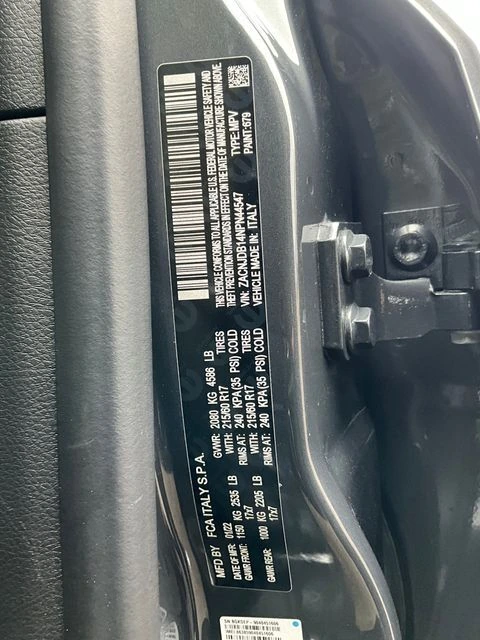 MFD BY FCA ITALY S.P.A.
DATE OF MFR 01/22 GVWR: 2080 KG 4586 LB
GAWR FRONT 1150 KG 2535 LB WITH: 215/60 R17 TIRES
17x7 RIMS AT: 240 KPA (35 PSI) COLD
GAWR REAR: 1000 KG 2205 LB WITH: 215/60 R17 TIRES
17x7 RIMS AT: 240 KPA (35 PSI) COLD
THIS VEHICLE CONFORMS TO ALL APPLICABLE U.S. FEDERAL MOTOR VEHICLE SAFETY AND
THEFT PREVENTION STANDARDS IN EFFECT ON THE DATE OF MANUFACTURE SHOWN ABOVE.
VIN: ZACNJDB14NPN44547 TYPE: MPV
VEHICLE MADE IN: ITALY PAINT: 679